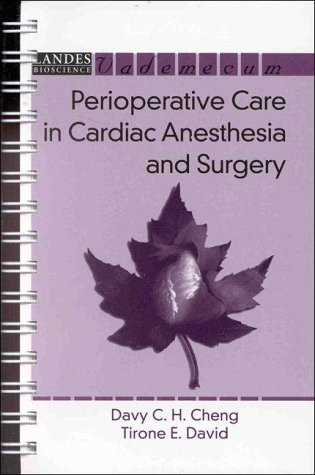 LANDES
BIOSCIENCE
Vademecum
Perioperative Care
in Cardiac Anesthesia
and Surgery
Davy C. H. Cheng
Tirone E. David